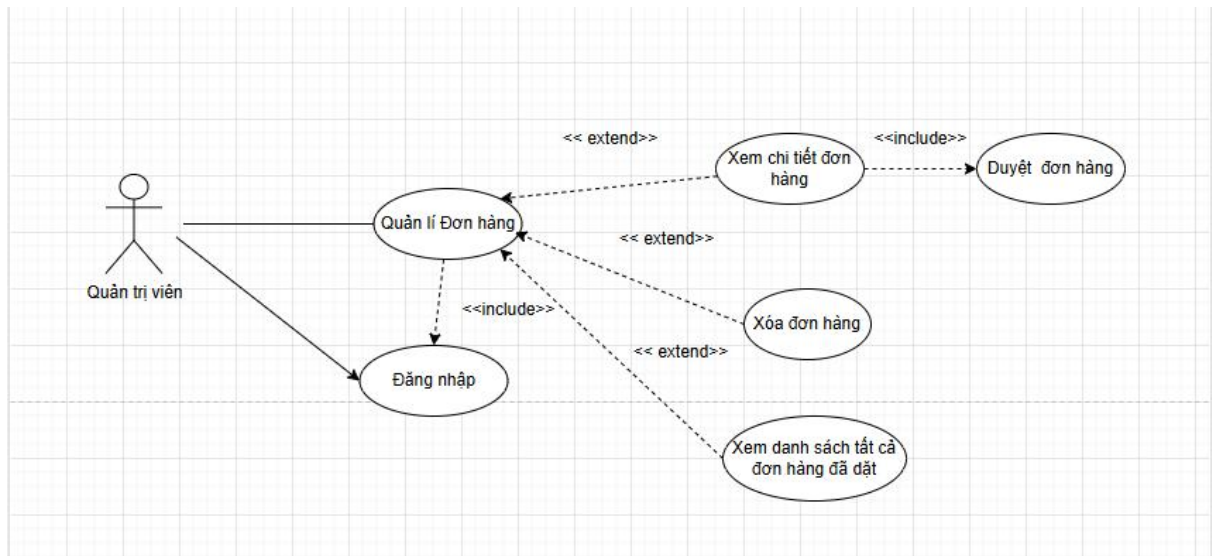 << extend>>
<<include>>
Xem chi tiết đơn
hàng
Duyệt đơn hàng
Quản lí Đơn hàng
<< extend>>
Quản trị viên
<<include>>
Xóa đơn hàng
<< extend>>
Đăng nhập
Xem danh sách tất cả
đơn hàng đã dặt